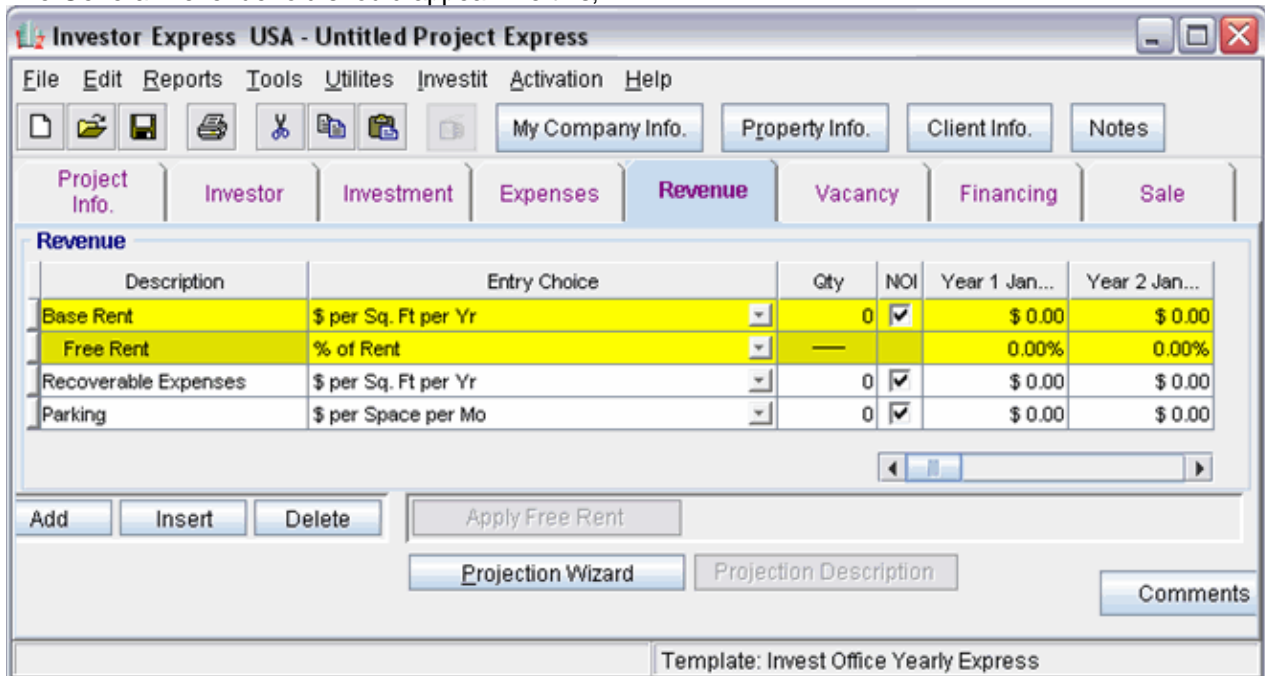 Investor Express USA - Untitled Project Express
File Edit Reports Tools Utilites Investit Activation Help
My Company Info. Property Info. Client Info. Notes
Project Info. Investor Investment Expenses Revenue Vacancy Financing Sale
Revenue
Description Entry Choice Qty NOI Year 1 Jan... Year 2 Jan...
Base Rent $ per Sq. Ft per Yr 0 $ 0.00 $ 0.00
Free Rent % of Rent — 0.00% 0.00%
Recoverable Expenses $ per Sq. Ft per Yr 0 $ 0.00 $ 0.00
Parking $ per Space per Mo 0 $ 0.00 $ 0.00
Add Insert Delete Apply Free Rent
Projection Wizard Projection Description
Comments
Template: Invest Office Yearly Express